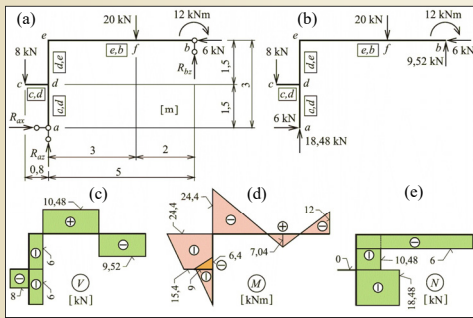 (a)
20 kN
12 kNm
6 kN
8 kN
e
e,b
f
b
R_bz
d,e
c
c,d
d
c,d
[m]
1,5
1,5
3
R_ax
a
R_az
3
2
0,8
5
(b)
20 kN
12 kNm
6 kN
8 kN
e
e,b
f
b
9,52 kN
d,e
c
c,d
d
c,d
6 kN
a
18,48 kN
(c)
10,48
+
−
9,52
−
6
−
6
8
V
[kN]
(d)
24,4
24,4
−
−
+
7,04
12
−
6,4
−
15,4
9
−
M
[kNm]
(e)
−
6
−
10,48
0
−
18,48
N
[kN]